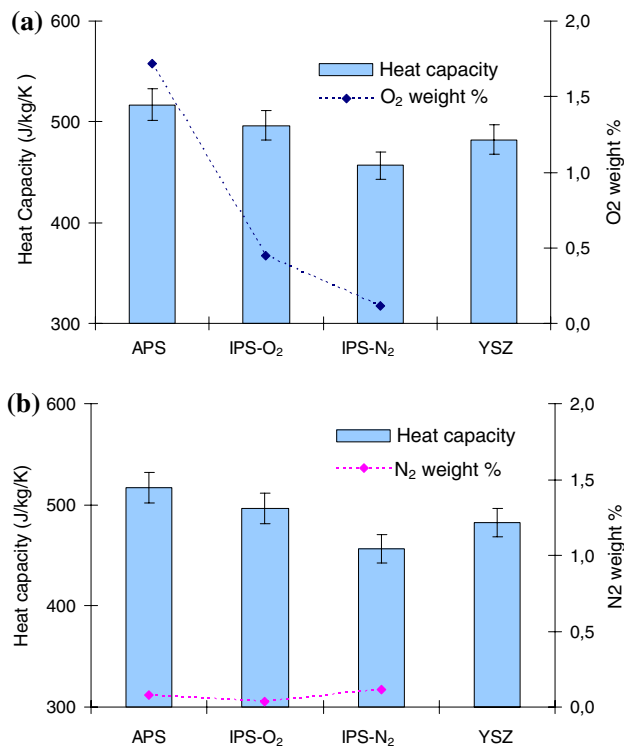 (a)
600
500
400
300
Heat Capacity (J/kg/K )
Heat capacity
O₂ weight %
2,0
1,5
1,0
0,5
0,0
O2 weight %
APS IPS-O₂ IPS-N₂ YSZ
(b)
600
500
400
300
Heat capacity (J/kg/K)
Heat capacity
N₂ weight %
2,0
1,5
1,0
0,5
0,0
N2 weight %
APS IPS-O₂ IPS-N₂ YSZ